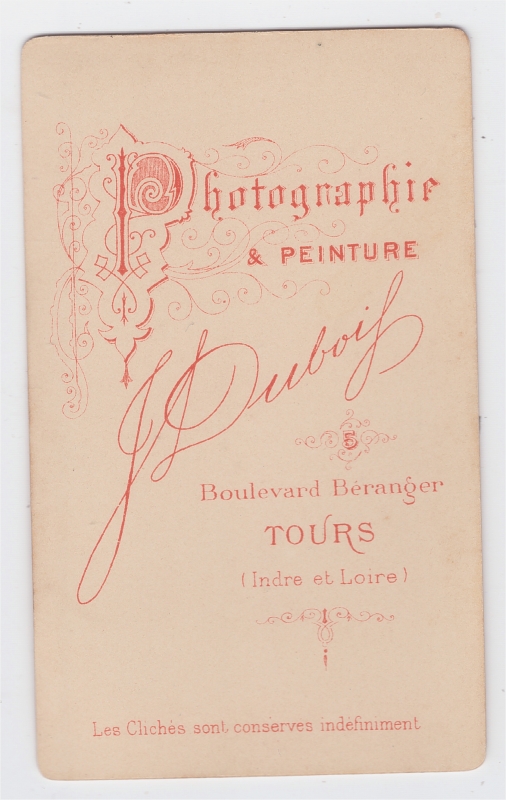 Photographie
& PEINTURE
J Dubois
5
Boulevard Béranger
TOURS
(Indre et Loire)
Les Clichés sont conserves indéfiniment